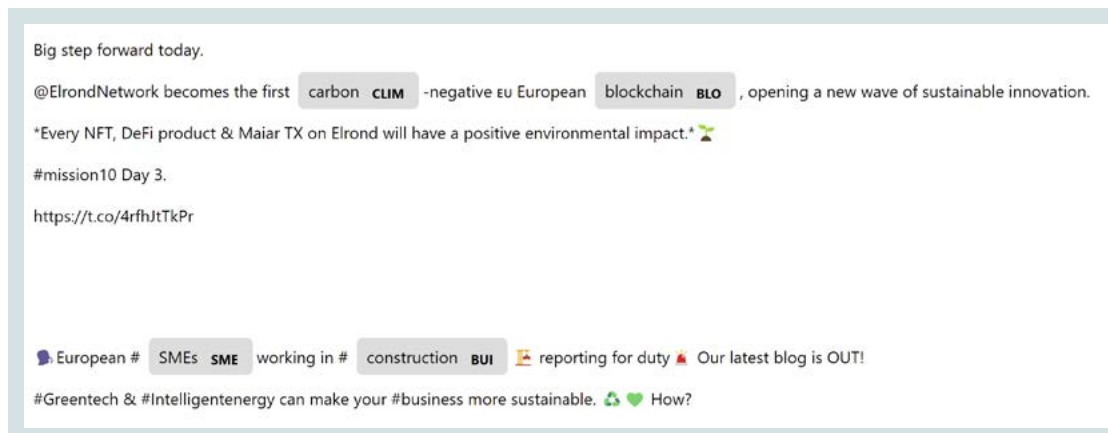 Big step forward today.
@ElrondNetwork becomes the first carbon CLIM -negative EU European blockchain BLO , opening a new wave of sustainable innovation.
*Every NFT, DeFi product & Maiar TX on Elrond will have a positive environmental impact.* 🌱
#mission10 Day 3.
https://t.co/4rfhJtTkPr
🗣 European # SMEs SME working in # construction BUI 🏗 reporting for duty 🚨 Our latest blog is OUT!
#Greentech & #Intelligentenergy can make your #business more sustainable. ♻ 💚 How?